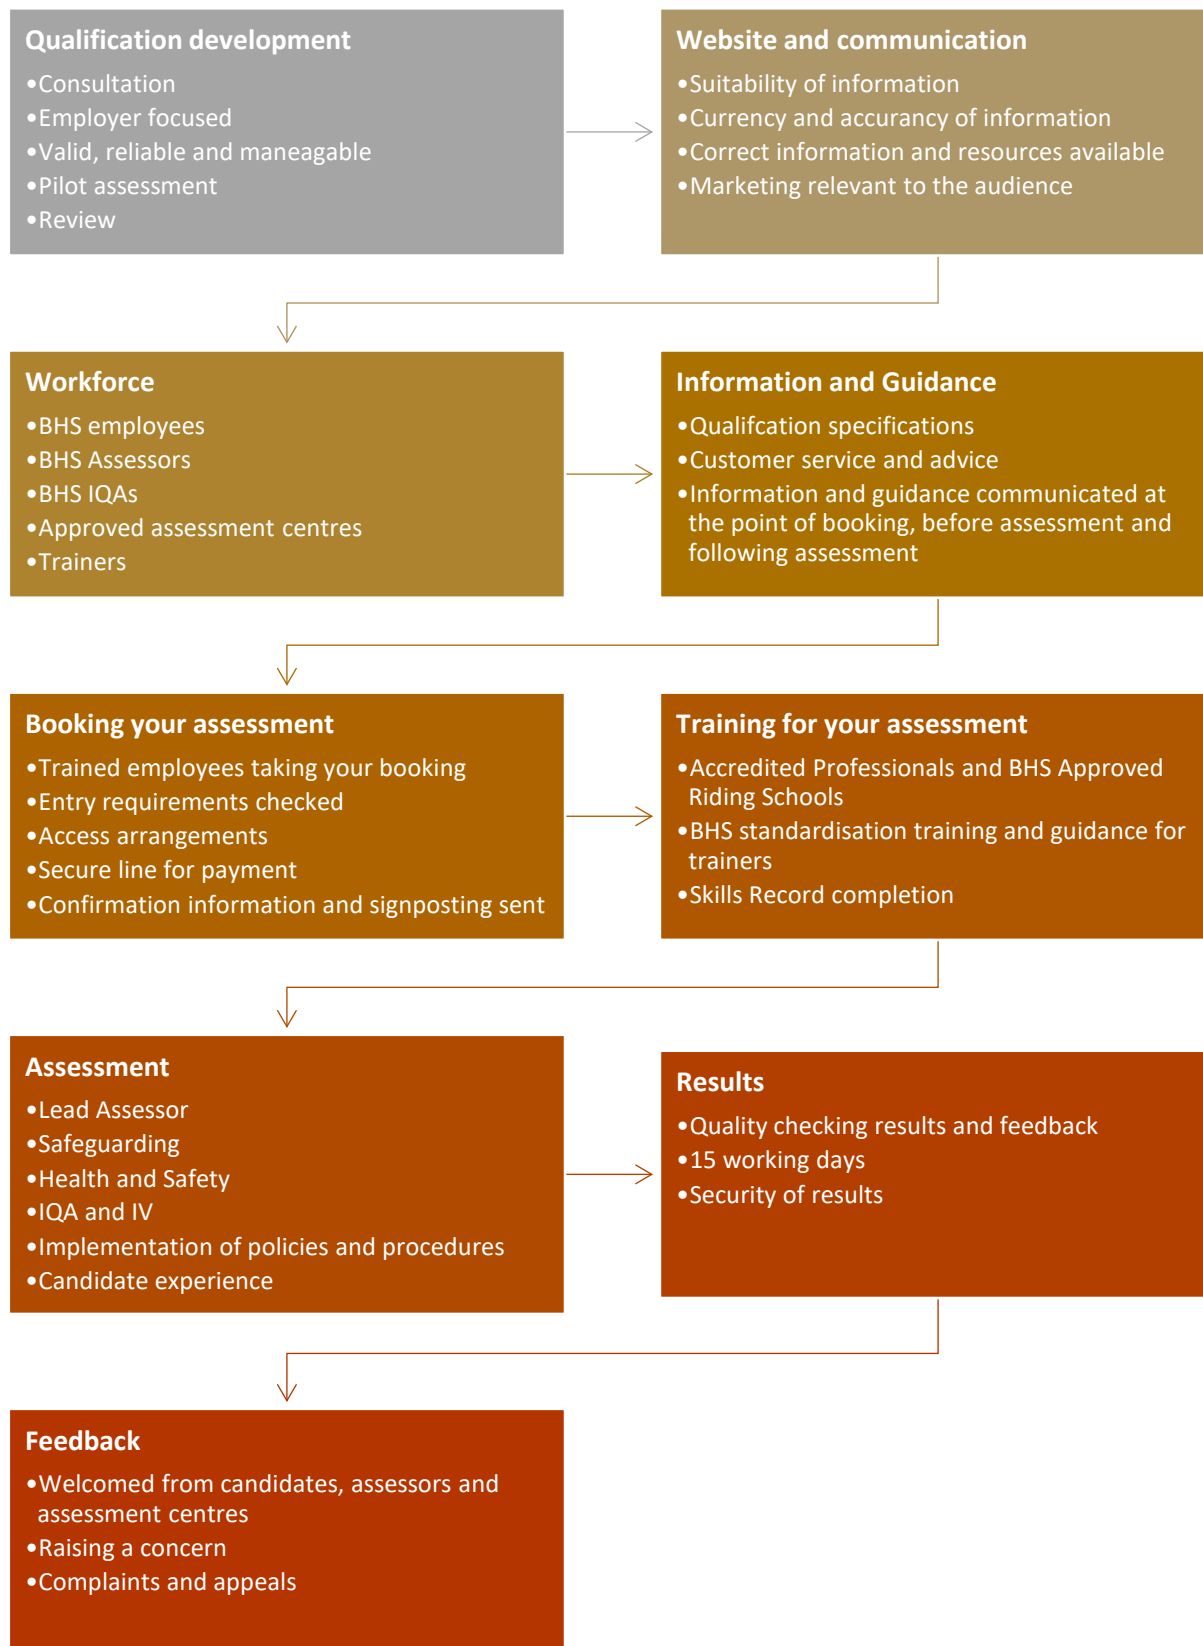 Qualification development
•Consultation
•Employer focused
•Valid, reliable and maneagable
•Pilot assessment
•Review
Website and communication
•Suitability of information
•Currency and accurancy of information
•Correct information and resources available
•Marketing relevant to the audience
Workforce
•BHS employees
•BHS Assessors
•BHS IQAs
•Approved assessment centres
•Trainers
Information and Guidance
•Qualifcation specifications
•Customer service and advice
•Information and guidance communicated at
the point of booking, before assessment and
following assessment
Booking your assessment
•Trained employees taking your booking
•Entry requirements checked
•Access arrangements
•Secure line for payment
•Confirmation information and signposting sent
Training for your assessment
•Accredited Professionals and BHS Approved
Riding Schools
•BHS standardisation training and guidance for
trainers
•Skills Record completion
Assessment
•Lead Assessor
•Safeguarding
•Health and Safety
•IQA and IV
•Implementation of policies and procedures
•Candidate experience
Results
•Quality checking results and feedback
•15 working days
•Security of results
Feedback
•Welcomed from candidates, assessors and
assessment centres
•Raising a concern
•Complaints and appeals